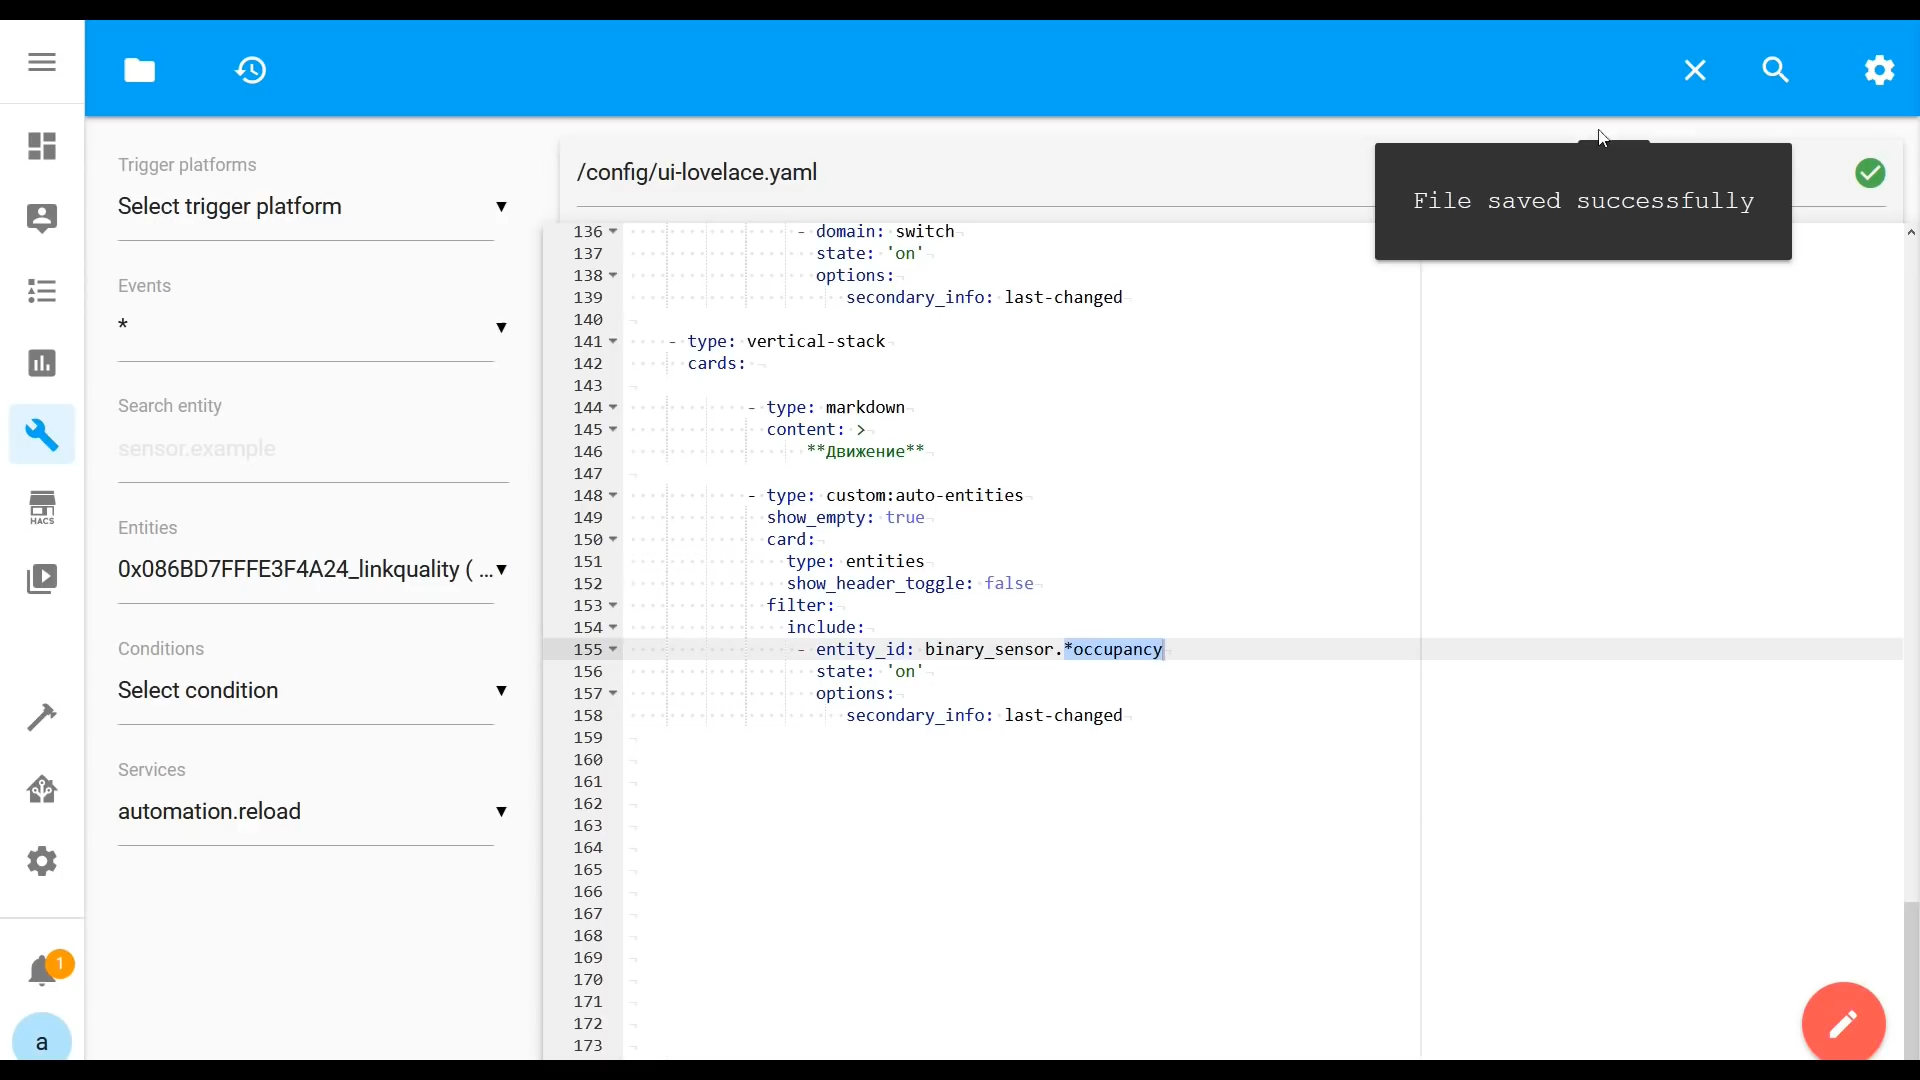 Trigger platforms
Select trigger platform
Events
*
Search entity
sensor.example
Entities
0x086BD7FFFE3F4A24_linkquality ( ...
Conditions
Select condition
Services
automation.reload
HACS
1
a
/config/ui-lovelace.yaml
File saved successfully
136 - domain: switch
137 state: 'on'
138 options:
139 secondary_info: last-changed
140
141 - type: vertical-stack
142 cards:
143
144 - type: markdown
145 content: >
146 **Движение**
147
148 - type: custom:auto-entities
149 show_empty: true
150 card:
151 type: entities
152 show_header_toggle: false
153 filter:
154 include:
155 - entity_id: binary_sensor.*occupancy
156 state: 'on'
157 options:
158 secondary_info: last-changed
159
160
161
162
163
164
165
166
167
168
169
170
171
172
173